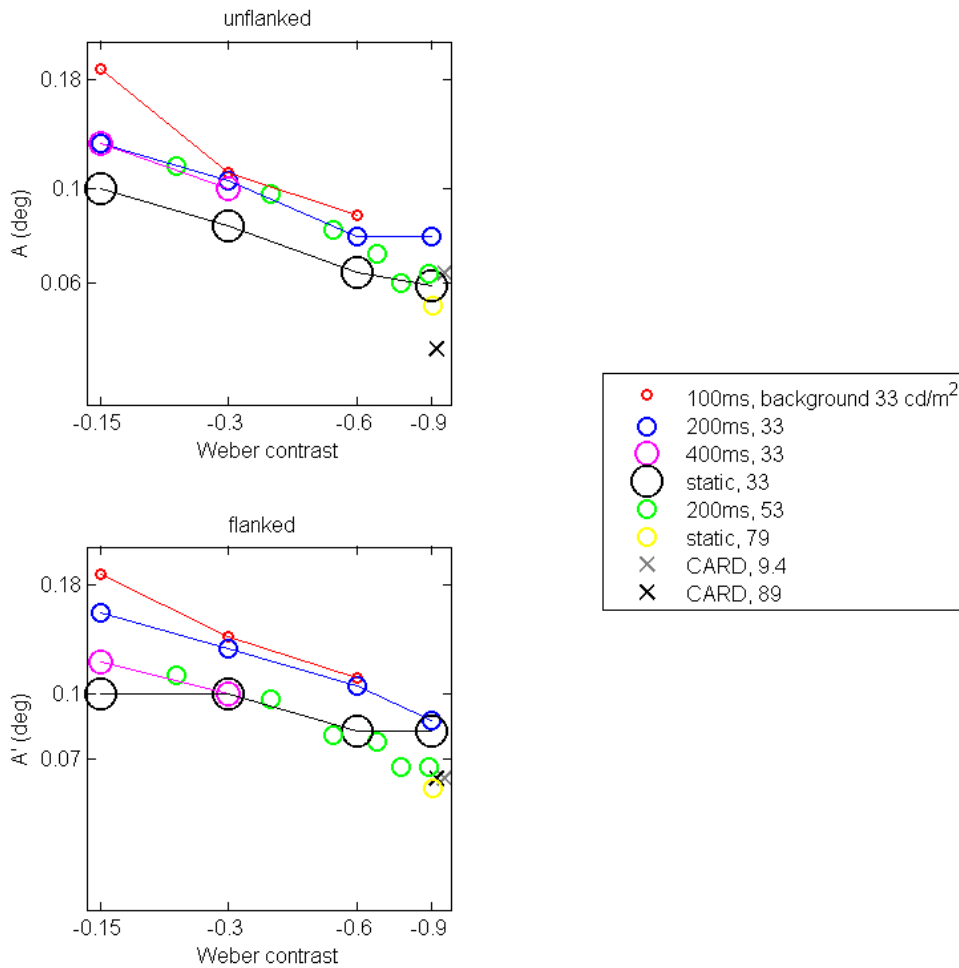 unflanked
0.18
0.11
0.06
A (deg)
-0.15
-0.3
-0.6
-0.9
Weber contrast
100ms, background 33 cd/m²
200ms, 33
400ms, 33
static, 33
200ms, 53
static, 79
CARD, 9.4
CARD, 89
flanked
0.18
0.11
0.07
A' (deg)
-0.15
-0.3
-0.6
-0.9
Weber contrast